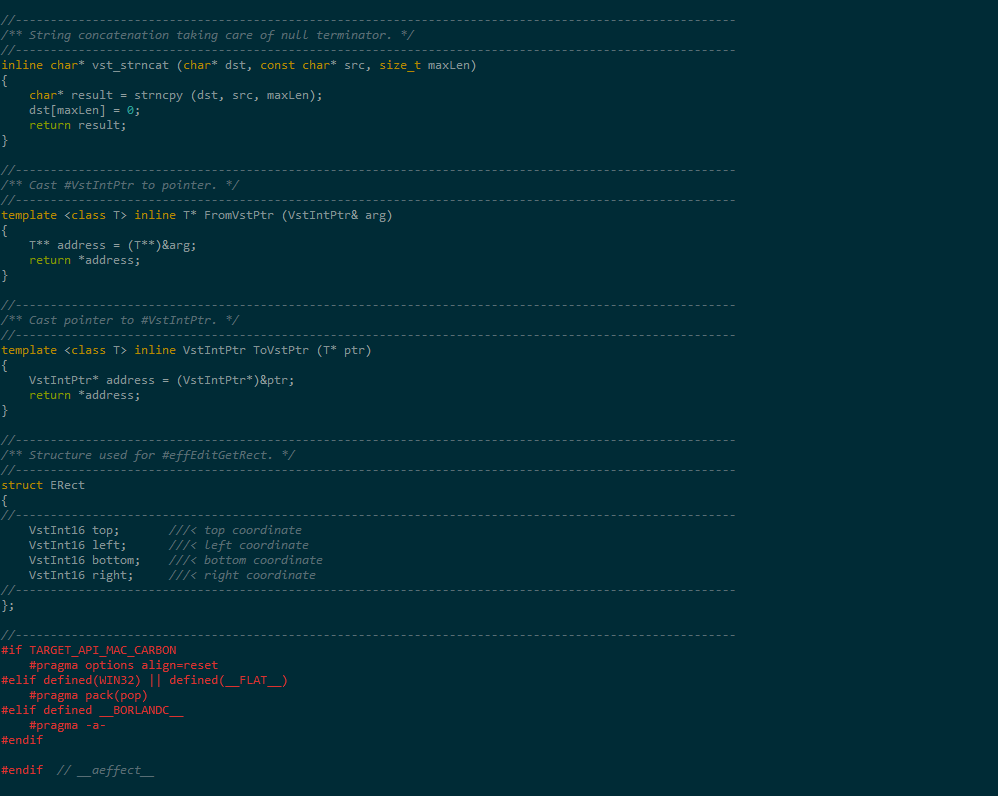 //-------------------------------------------------------------------------------------------------------
/** String concatenation taking care of null terminator. */
//-------------------------------------------------------------------------------------------------------
inline char* vst_strncat (char* dst, const char* src, size_t maxLen)
{
    char* result = strncpy (dst, src, maxLen);
    dst[maxLen] = 0;
    return result;
}

//-------------------------------------------------------------------------------------------------------
/** Cast #VstIntPtr to pointer. */
//-------------------------------------------------------------------------------------------------------
template <class T> inline T* FromVstPtr (VstIntPtr& arg)
{
    T** address = (T**)&arg;
    return *address;
}

//-------------------------------------------------------------------------------------------------------
/** Cast pointer to #VstIntPtr. */
//-------------------------------------------------------------------------------------------------------
template <class T> inline VstIntPtr ToVstPtr (T* ptr)
{
    VstIntPtr* address = (VstIntPtr*)&ptr;
    return *address;
}

//-------------------------------------------------------------------------------------------------------
/** Structure used for #effEditGetRect. */
//-------------------------------------------------------------------------------------------------------
struct ERect
{
//-------------------------------------------------------------------------------------------------------
    VstInt16 top;       ///< top coordinate
    VstInt16 left;      ///< left coordinate
    VstInt16 bottom;    ///< bottom coordinate
    VstInt16 right;     ///< right coordinate
//-------------------------------------------------------------------------------------------------------
};

//-------------------------------------------------------------------------------------------------------
#if TARGET_API_MAC_CARBON
    #pragma options align=reset
#elif defined(WIN32) || defined(__FLAT__)
    #pragma pack(pop)
#elif defined __BORLANDC__
    #pragma -a-
#endif

#endif  // __aeffect__